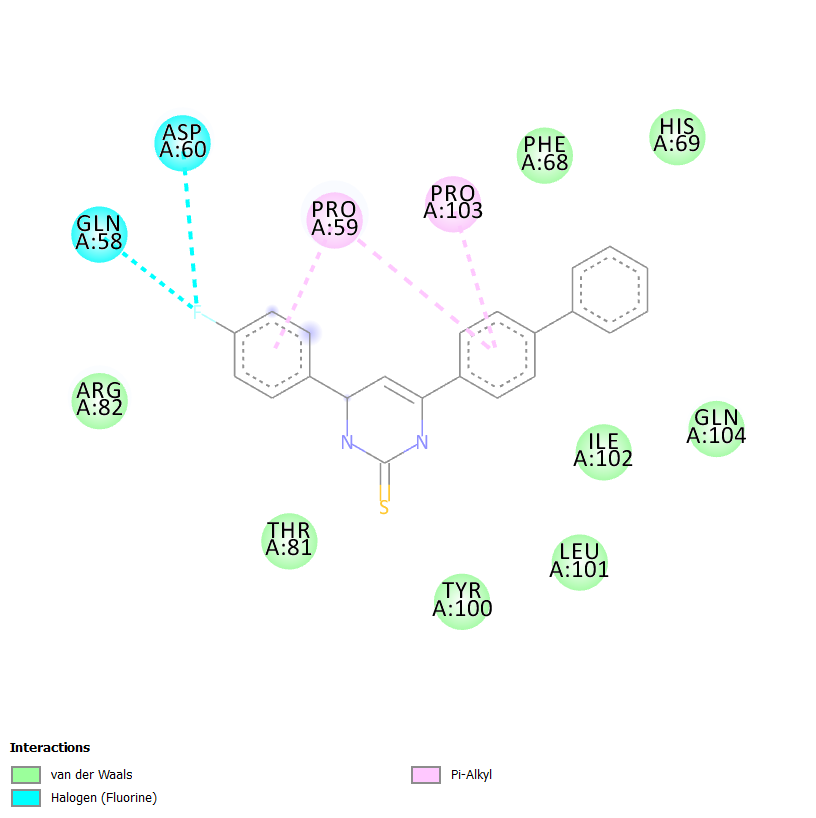 ASP
A:60
PHE
A:68
HIS
A:69
GLN
A:58
PRO
A:59
PRO
A:103
F
ARG
A:82
N
N
S
ILE
A:102
GLN
A:104
THR
A:81
LEU
A:101
TYR
A:100
Interactions
van der Waals
Halogen (Fluorine)
Pi-Alkyl